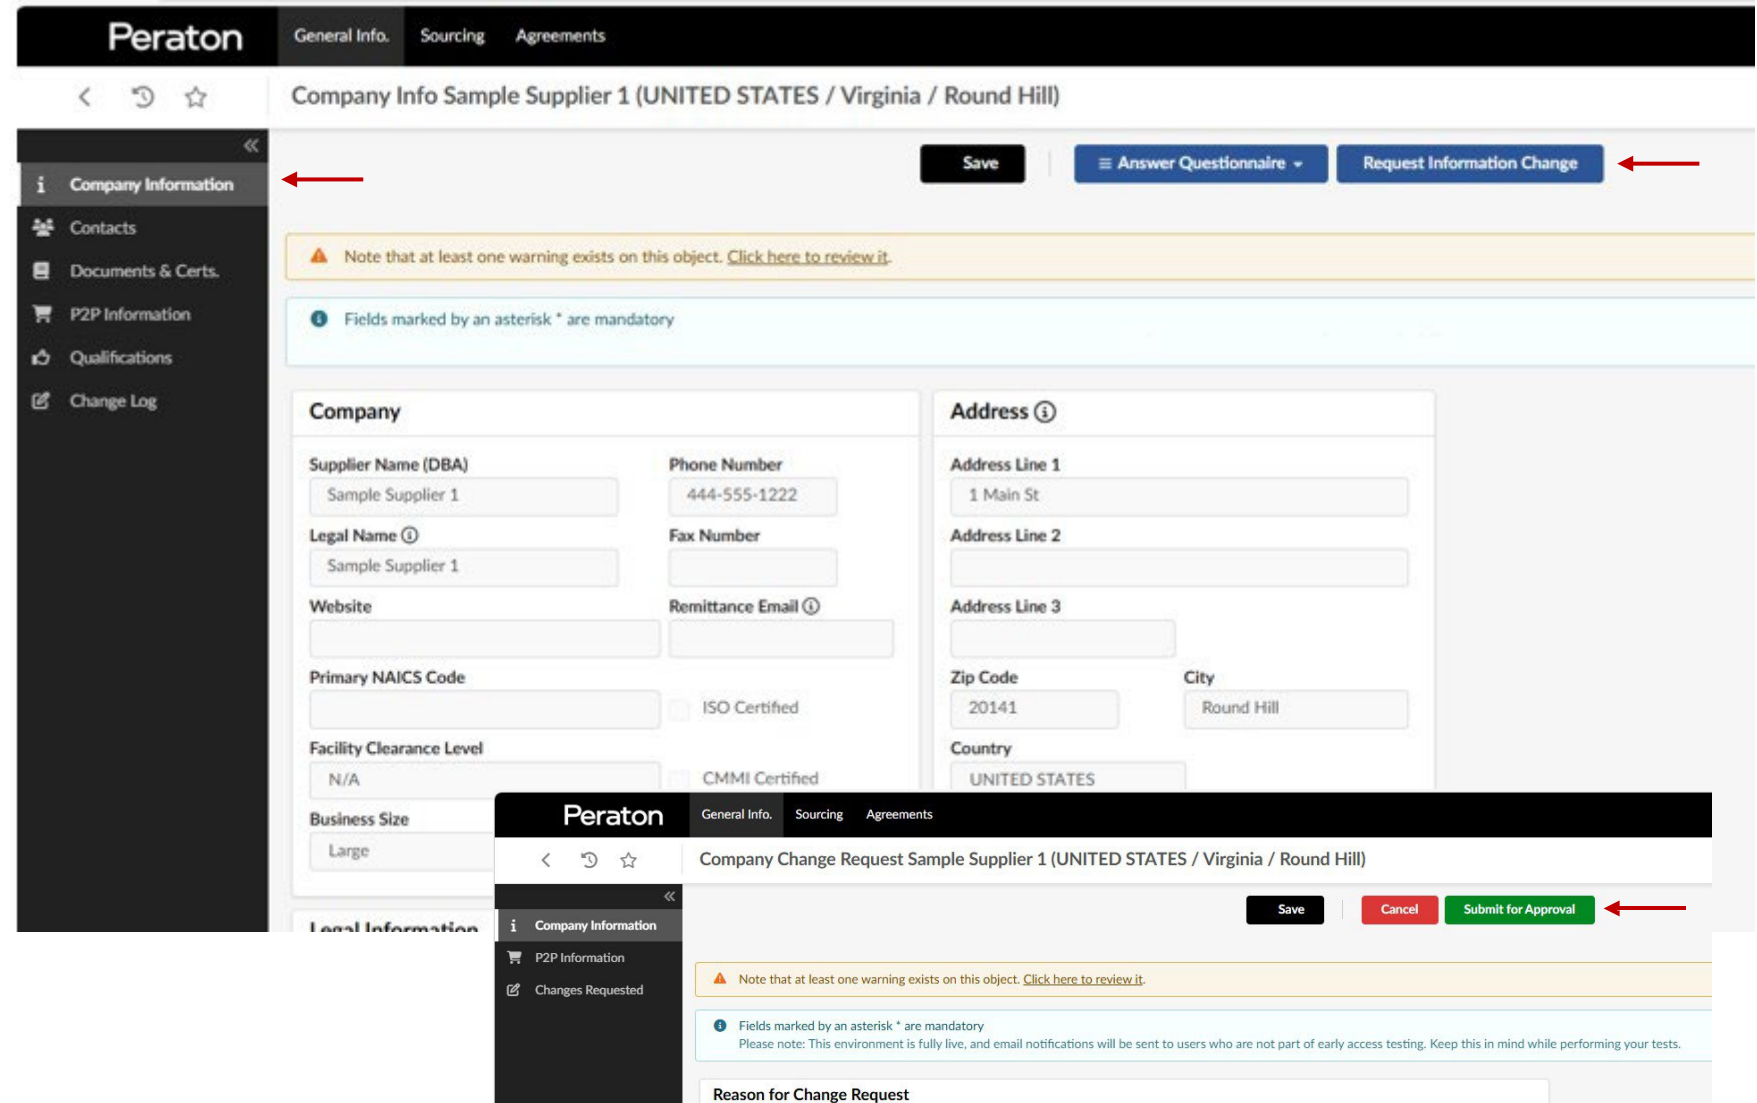 Peraton
General Info. Sourcing Agreements
Company Info Sample Supplier 1 (UNITED STATES / Virginia / Round Hill)
Save Answer Questionnaire Request Information Change
Company Information
Contacts
Documents & Certs.
P2P Information
Qualifications
Change Log
Note that at least one warning exists on this object. Click here to review it.
Fields marked by an asterisk * are mandatory
Company
Supplier Name (DBA) Phone Number
Sample Supplier 1 444-555-1222
Legal Name Fax Number
Sample Supplier 1
Website Remittance Email
Primary NAICS Code
ISO Certified
Facility Clearance Level
N/A CMMI Certified
Business Size
Large
Legal Information
Address
Address Line 1
1 Main St
Address Line 2
Address Line 3
Zip Code City
20141 Round Hill
Country
UNITED STATES
Peraton
General Info. Sourcing Agreements
Company Change Request Sample Supplier 1 (UNITED STATES / Virginia / Round Hill)
Save Cancel Submit for Approval
Company Information
P2P Information
Changes Requested
Note that at least one warning exists on this object. Click here to review it.
Fields marked by an asterisk * are mandatory
Please note: This environment is fully live, and email notifications will be sent to users who are not part of early access testing. Keep this in mind while performing your tests.
Reason for Change Request